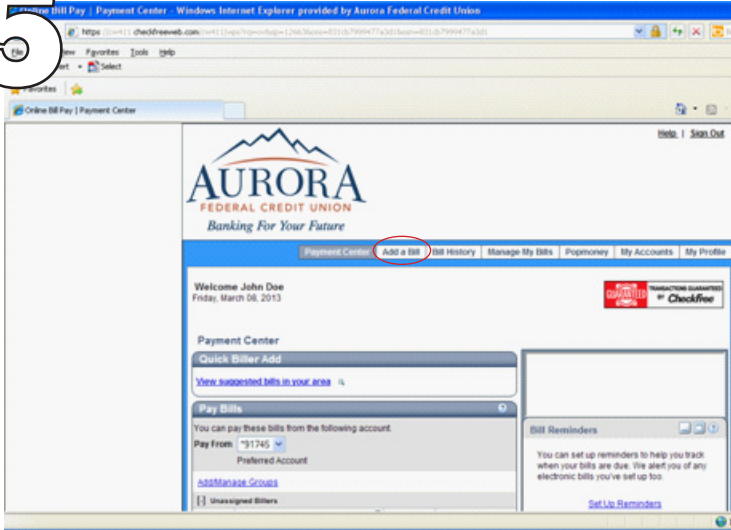 5
Online Bill Pay | Payment Center - Windows Internet Explorer provided by Aurora Federal Credit Union
https://cw411.checkfreeweb.com
View Favorites Tools Help
Select
Favorites
Online Bill Pay | Payment Center
Help | Sign Out
AURORA
FEDERAL CREDIT UNION
Banking For Your Future
Payment Center Add a Bill Bill History Manage My Bills Popmoney My Accounts My Profile
Welcome John Doe
Friday, March 08, 2013
GUARANTEED TRANSACTIONS GUARANTEED
BY Checkfree
Payment Center
Quick Biller Add
View suggested bills in your area
Pay Bills
You can pay these bills from the following account.
Pay From *91745
Preferred Account
Add/Manage Groups
[-] Unassigned Billers
Bill Reminders
You can set up reminders to help you track
when your bills are due. We alert you of any
electronic bills you've set up too.
Set Up Reminders